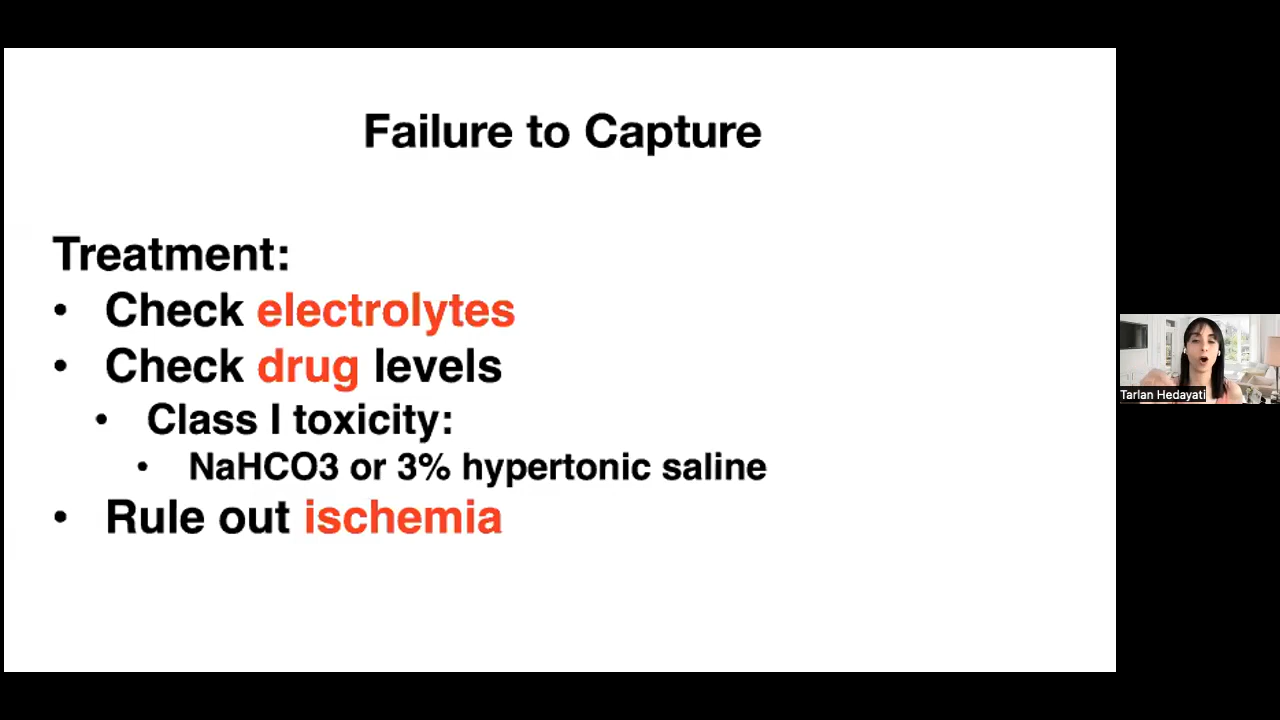 Failure to Capture
Treatment:
• Check electrolytes
• Check drug levels
• Class I toxicity:
• NaHCO3 or 3% hypertonic saline
• Rule out ischemia
Tarlan Hedayati